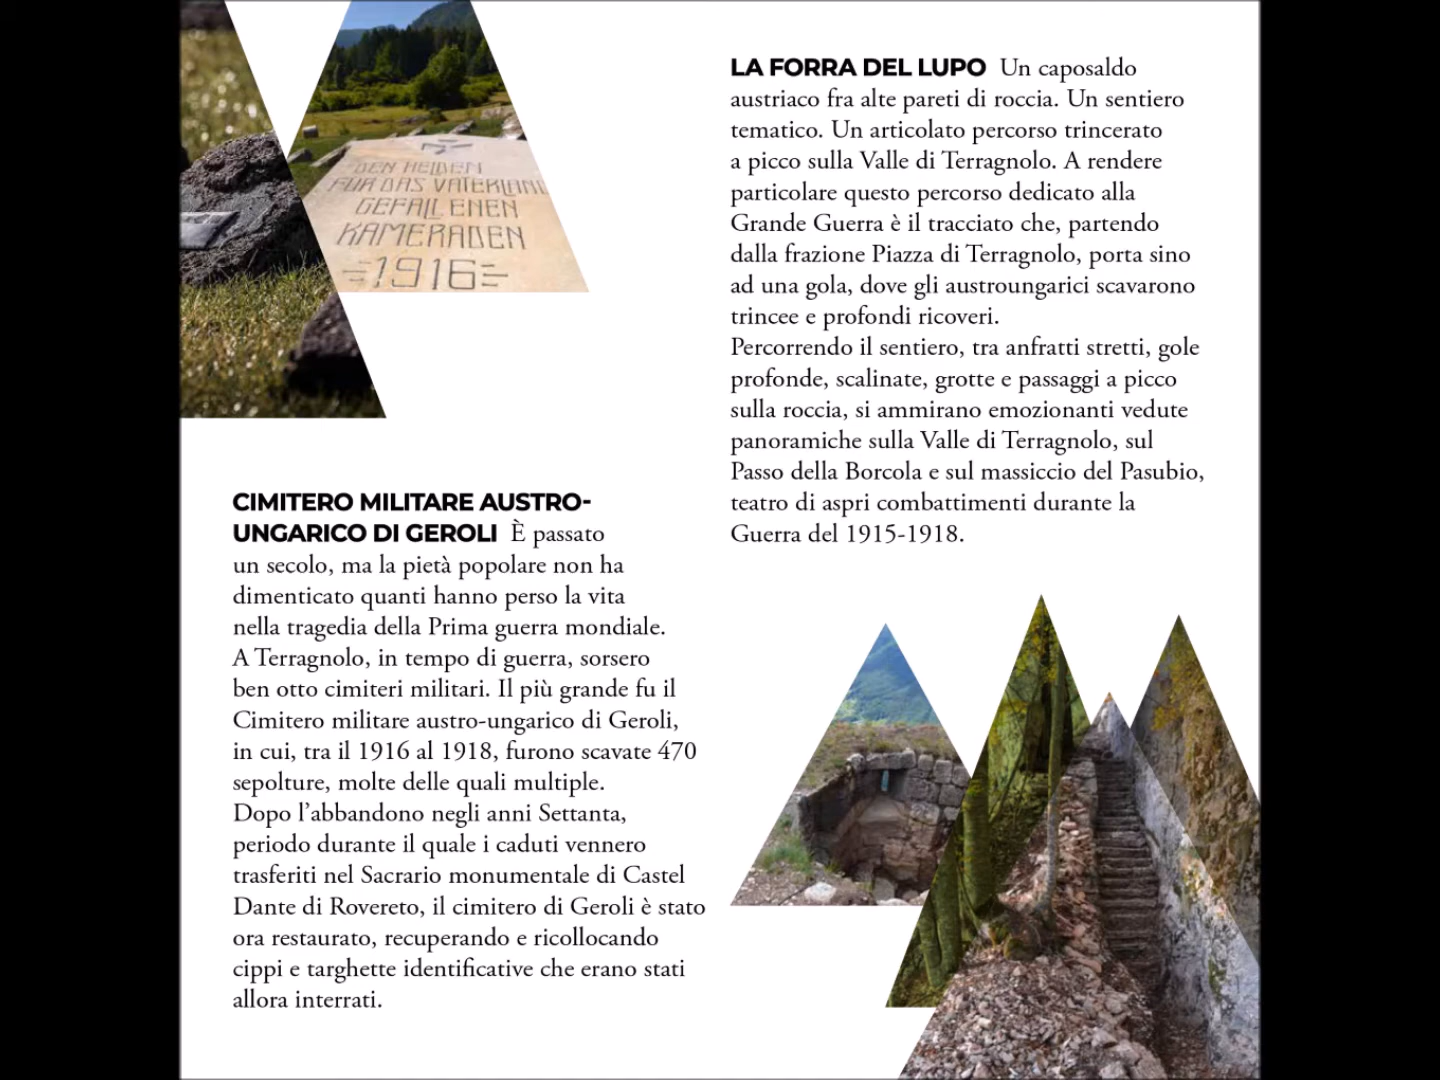 DEN HELDEN
FÜR DAS VATERLAND
GEFALLENEN
KAMERADEN
=1916=
CIMITERO MILITARE AUSTRO-
UNGARICO DI GEROLI È passato
un secolo, ma la pietà popolare non ha
dimenticato quanti hanno perso la vita
nella tragedia della Prima guerra mondiale.
A Terragnolo, in tempo di guerra, sorsero
ben otto cimiteri militari. Il più grande fu il
Cimitero militare austro-ungarico di Geroli,
in cui, tra il 1916 al 1918, furono scavate 470
sepolture, molte delle quali multiple.
Dopo l’abbandono negli anni Settanta,
periodo durante il quale i caduti vennero
trasferiti nel Sacrario monumentale di Castel
Dante di Rovereto, il cimitero di Geroli è stato
ora restaurato, recuperando e ricollocando
cippi e targhette identificative che erano stati
allora interrati.
LA FORRA DEL LUPO Un caposaldo
austriaco fra alte pareti di roccia. Un sentiero
tematico. Un articolato percorso trincerato
a picco sulla Valle di Terragnolo. A rendere
particolare questo percorso dedicato alla
Grande Guerra è il tracciato che, partendo
dalla frazione Piazza di Terragnolo, porta sino
ad una gola, dove gli austroungarici scavarono
trincee e profondi ricoveri.
Percorrendo il sentiero, tra anfratti stretti, gole
profonde, scalinate, grotte e passaggi a picco
sulla roccia, si ammirano emozionanti vedute
panoramiche sulla Valle di Terragnolo, sul
Passo della Borcola e sul massiccio del Pasubio,
teatro di aspri combattimenti durante la
Guerra del 1915-1918.